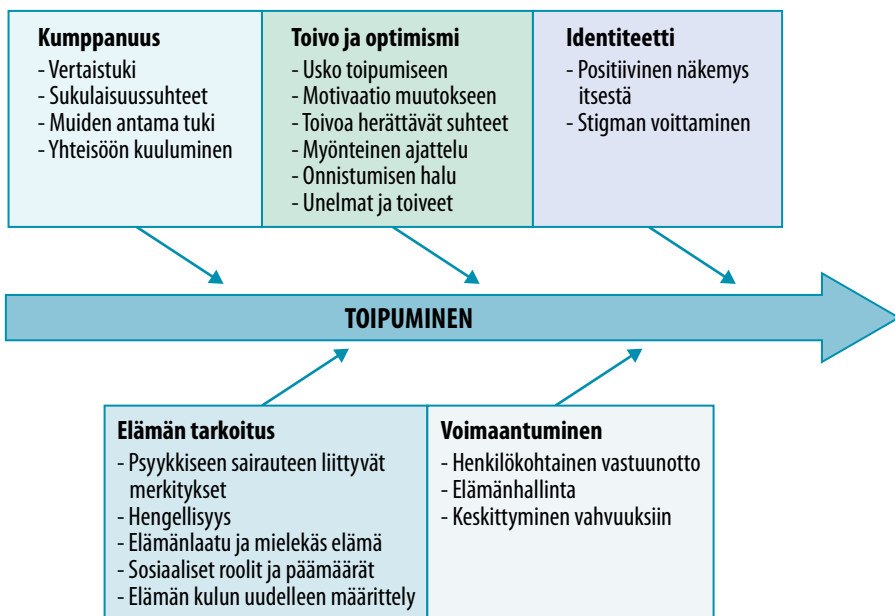 Kumppanuus
- Vertaistuki
- Sukulaisuussuhteet
- Muiden antama tuki
- Yhteisöön kuuluminen
Toivo ja optimismi
- Usko toipumiseen
- Motivaatio muutokseen
- Toivoa herättävät suhteet
- Myönteinen ajattelu
- Onnistumisen halu
- Unelmat ja toiveet
Identiteetti
- Positiivinen näkemys
itsestä
- Stigman voittaminen
TOIPUMINEN
Elämän tarkoitus
- Psyykkiseen sairauteen liittyvät
merkitykset
- Hengellisyys
- Elämänlaatu ja mielekäs elämä
- Sosiaaliset roolit ja päämäärät
- Elämän kulun uudelleen määrittely
Voimaantuminen
- Henkilökohtainen vastuunotto
- Elämänhallinta
- Keskittyminen vahvuuksiin